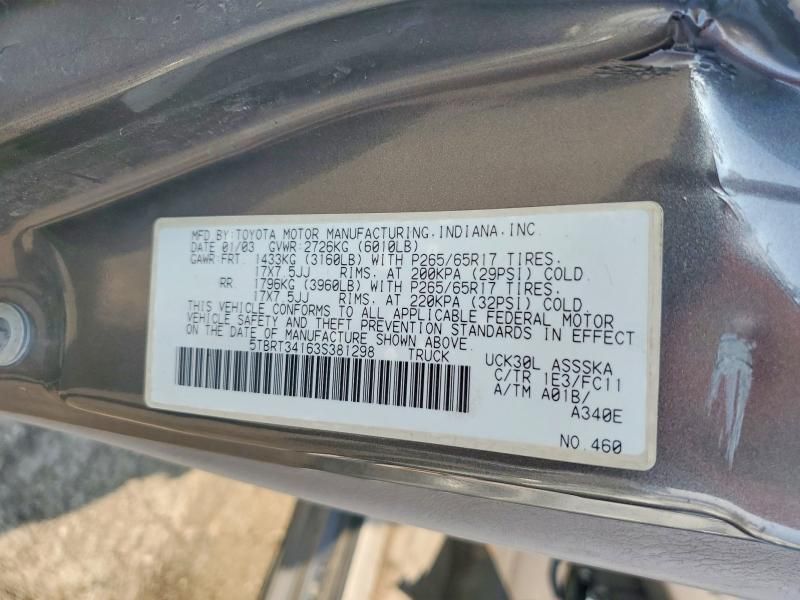 MFD BY: TOYOTA MOTOR MANUFACTURING, INDIANA, INC.
DATE 01/03 GVWR: 2726KG (6010LB)
GAWR: FRT 1433KG (3160LB) WITH P265/65R17 TIRES.
17X7.5JJ RIMS. AT 200KPA (29PSI) COLD
RR 1796KG (3960LB) WITH P265/65R17 TIRES.
17X7.5JJ RIMS. AT 220KPA (32PSI) COLD
THIS VEHICLE CONFORMS TO ALL APPLICABLE FEDERAL MOTOR
VEHICLE SAFETY AND THEFT PREVENTION STANDARDS IN EFFECT
ON THE DATE OF MANUFACTURE SHOWN ABOVE.
5TBRT34163S381298 TRUCK
UCK30L ASSSKA
C/TR 1E3/FC11
A/TM A01B/
A340E
NO. 460